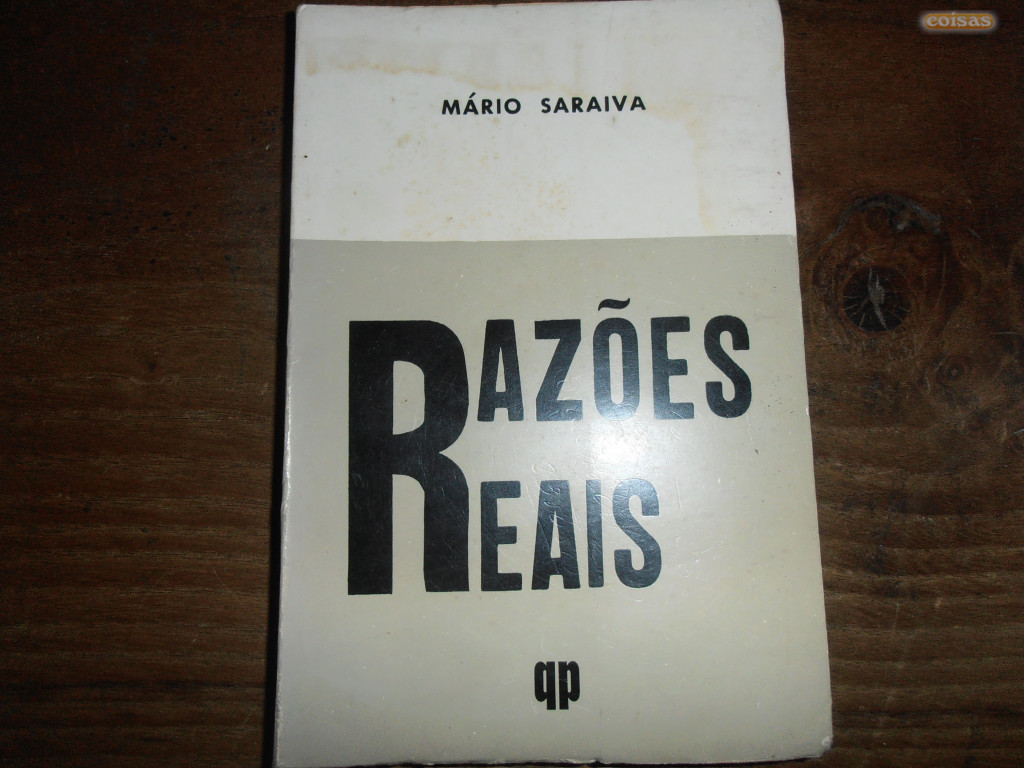 coisas
MÁRIO SARAIVA
RAZÕES
REAIS
qp